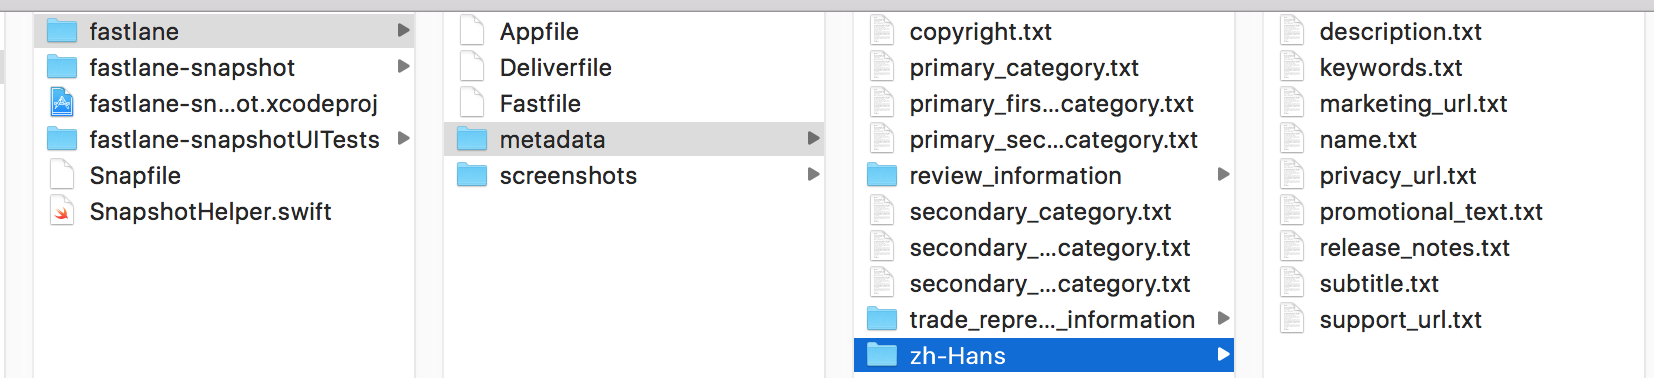 fastlane
fastlane-snapshot
fastlane-sn...ot.xcodeproj
fastlane-snapshotUITests
Snapfile
SnapshotHelper.swift
Appfile
Deliverfile
Fastfile
metadata
screenshots
copyright.txt
primary_category.txt
primary_firs...category.txt
primary_sec...category.txt
review_information
secondary_category.txt
secondary_...category.txt
secondary_...category.txt
trade_repre..._information
zh-Hans
description.txt
keywords.txt
marketing_url.txt
name.txt
privacy_url.txt
promotional_text.txt
release_notes.txt
subtitle.txt
support_url.txt